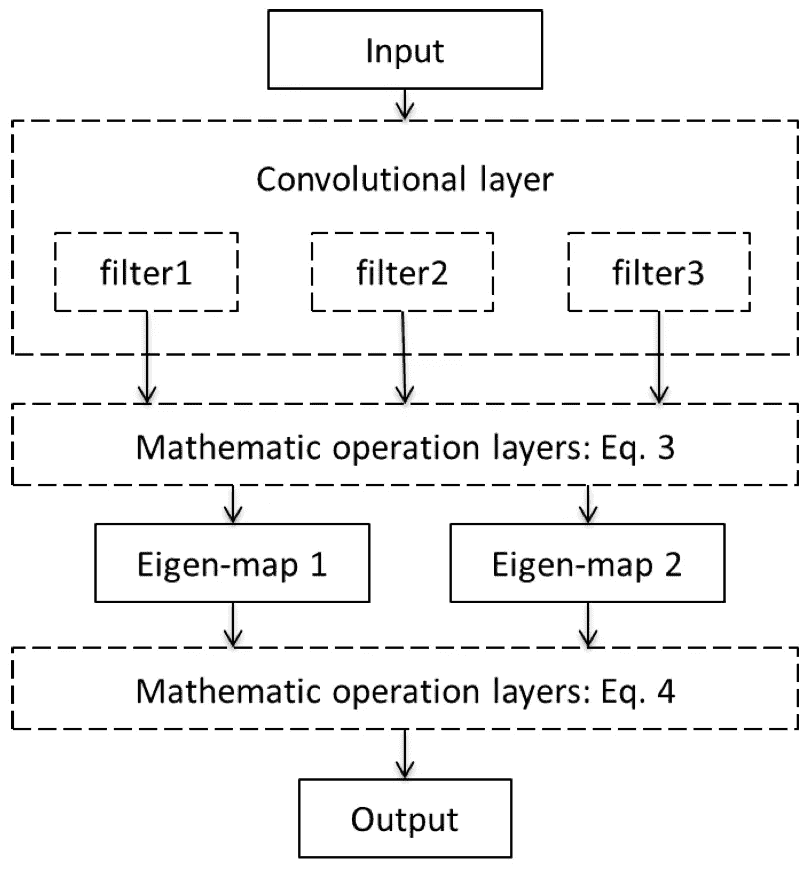 Input
Convolutional layer
filter1 filter2 filter3
Mathematic operation layers: Eq. 3
Eigen-map 1 Eigen-map 2
Mathematic operation layers: Eq. 4
Output